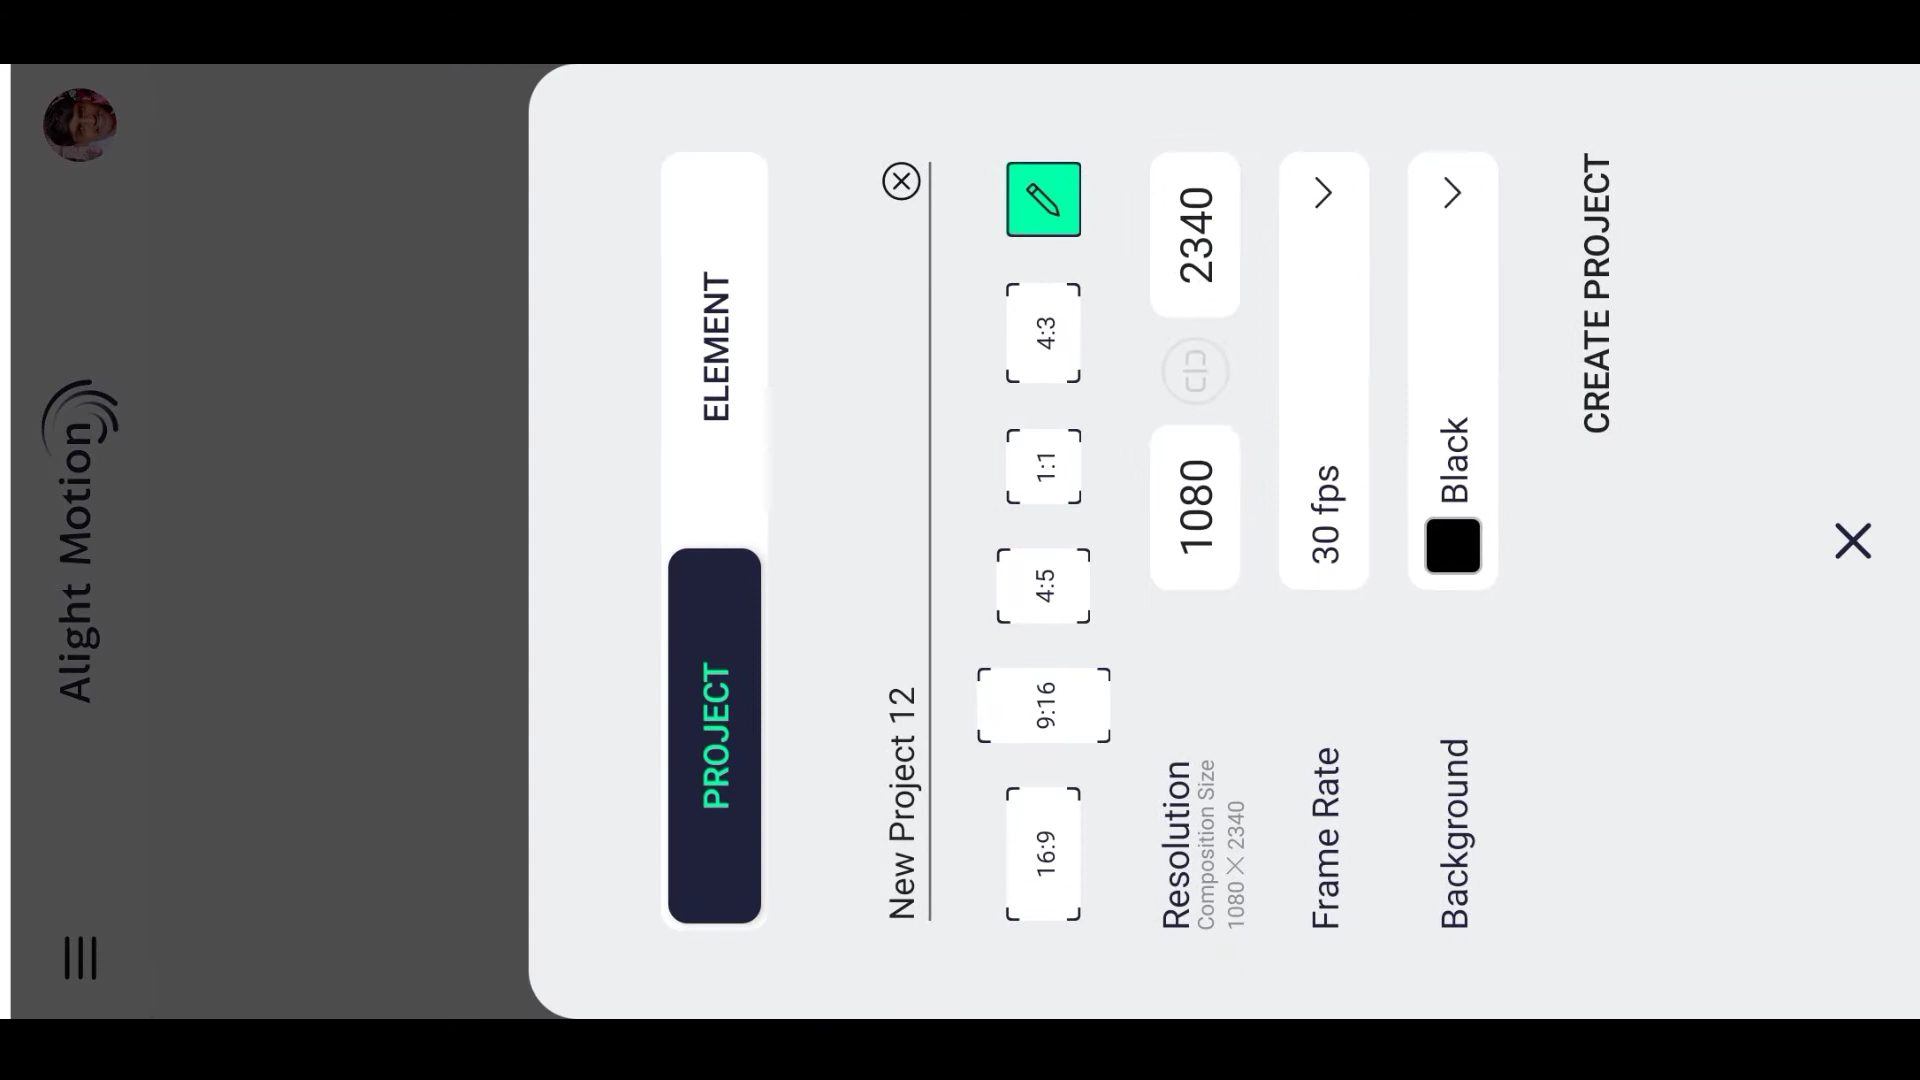 Alight Motion
PROJECT
ELEMENT
New Project 12
16:9
9:16
4:5
1:1
4:3
Resolution
Composition Size
1080 X 2340
1080
2340
Frame Rate
30 fps
Background
Black
CREATE PROJECT